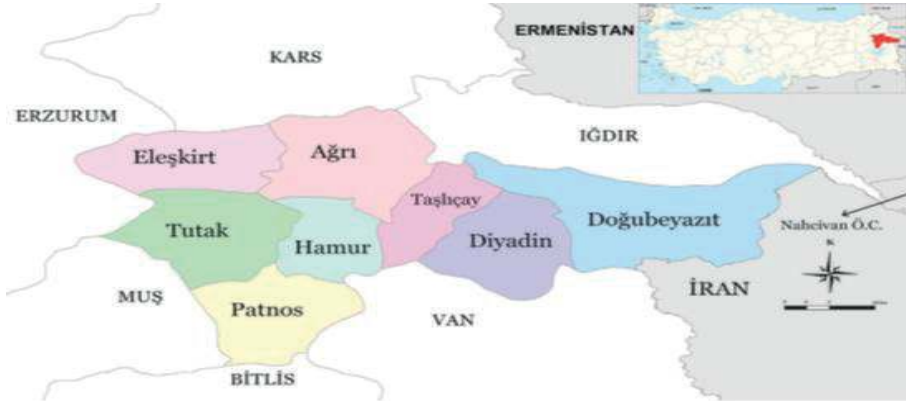 ERMENİSTAN
KARS
ERZURUM
IĞDIR
Ağrı
Eleşkirt
Taşlıçay
Doğubeyazıt
Nahcivan Ö.C.
Tutak
Hamur
Diyadin
K
İRAN
MUŞ
Patnos
VAN
BİTLİS